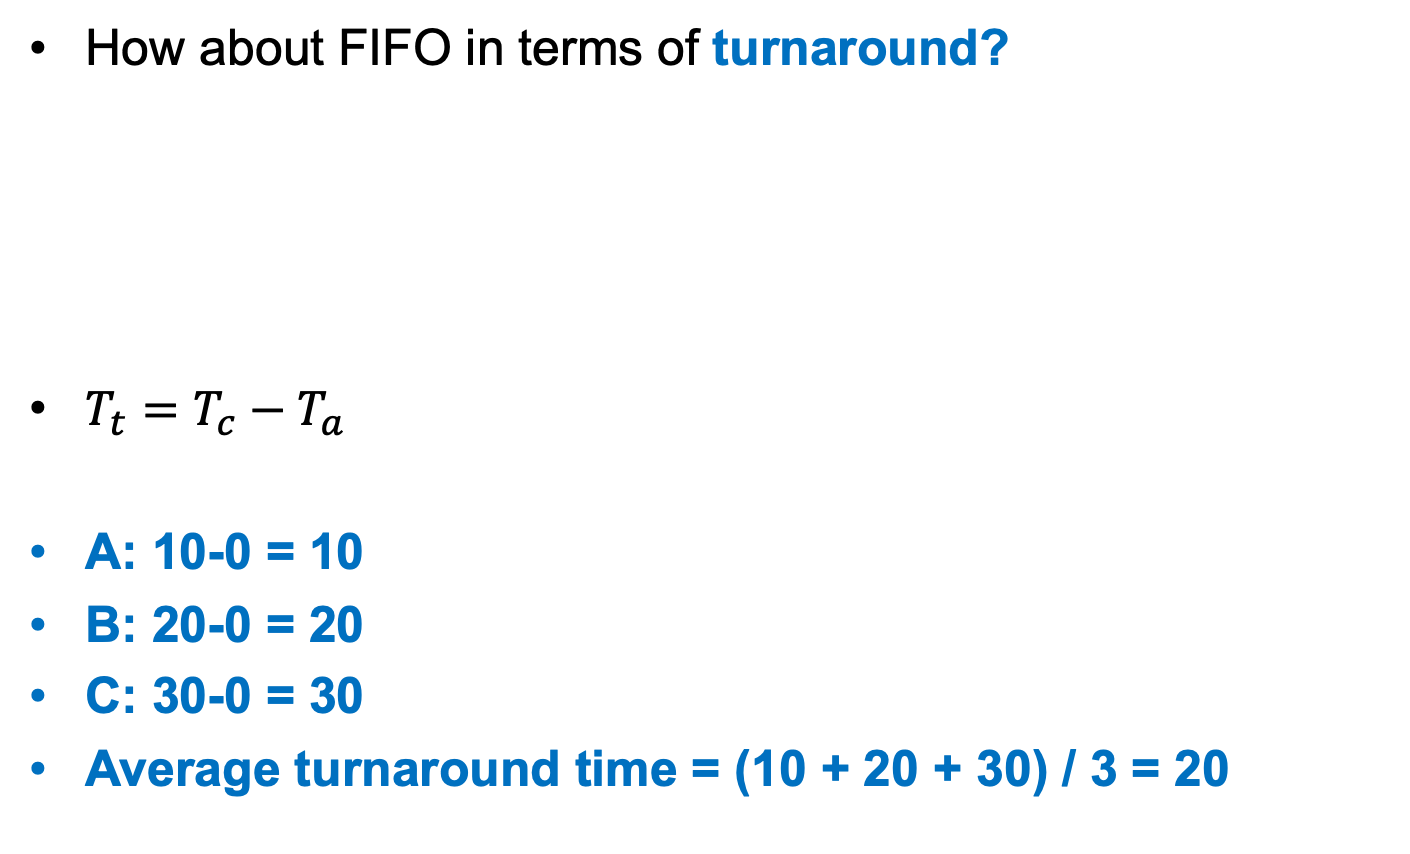 • How about FIFO in terms of turnaround?
• T_t = T_c − T_a
• A: 10-0 = 10
• B: 20-0 = 20
• C: 30-0 = 30
• Average turnaround time = (10 + 20 + 30) / 3 = 20